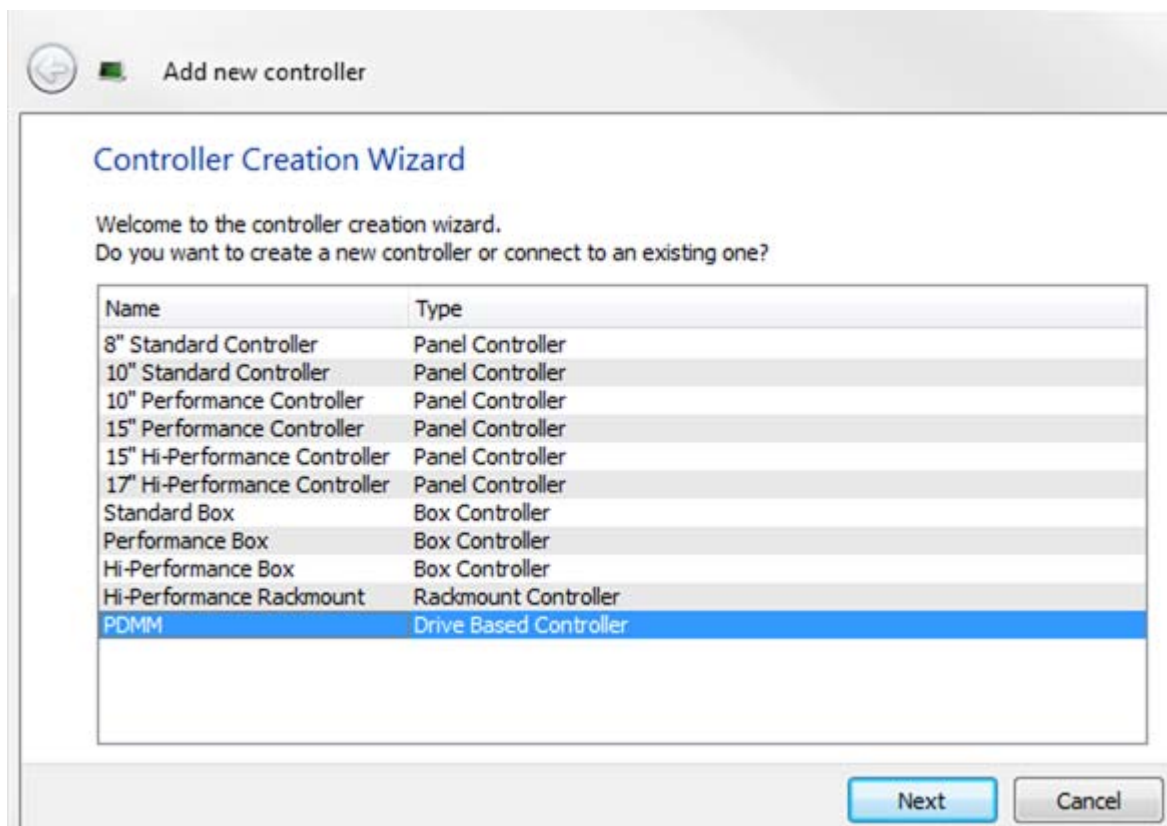 Add new controller
Controller Creation Wizard
Welcome to the controller creation wizard.
Do you want to create a new controller or connect to an existing one?
Name Type
8" Standard Controller Panel Controller
10" Standard Controller Panel Controller
10" Performance Controller Panel Controller
15" Performance Controller Panel Controller
15" Hi-Performance Controller Panel Controller
17" Hi-Performance Controller Panel Controller
Standard Box Box Controller
Performance Box Box Controller
Hi-Performance Box Box Controller
Hi-Performance Rackmount Rackmount Controller
PDMM Drive Based Controller
Next Cancel